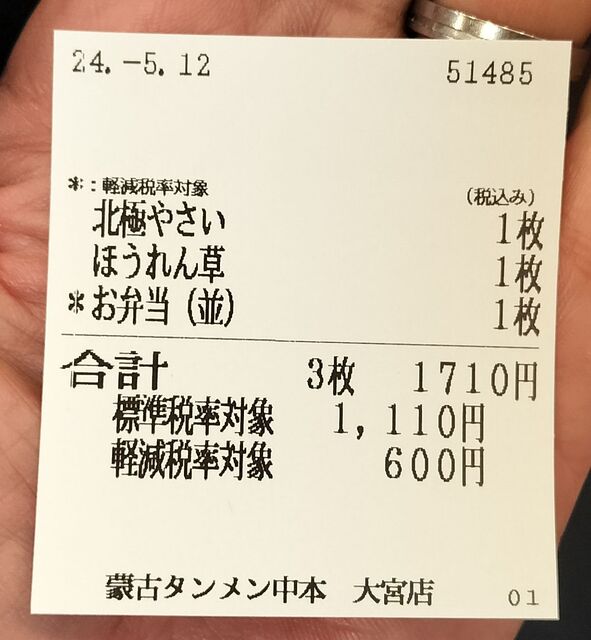 24.-5.12 51485
*:軽減税率対象 (税込み)
北極やさい 1枚
ほうれん草 1枚
*お弁当(並) 1枚
合計 3枚 1710円
標準税率対象 1,110円
軽減税率対象 600円
蒙古タンメン中本 大宮店 01